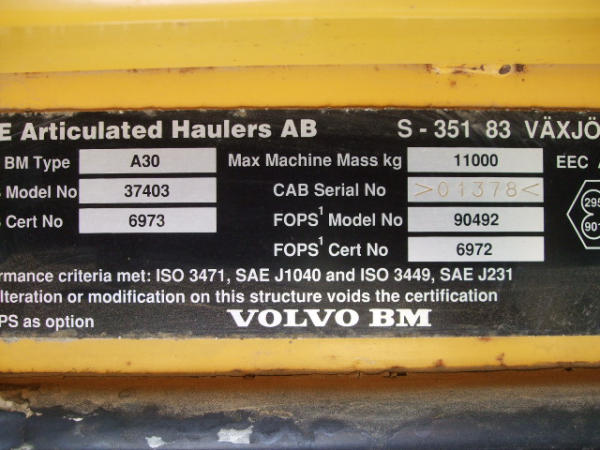 E Articulated Haulers AB S - 351 83 VÄXJÖ
BM Type A30 Max Machine Mass kg 11000 EEC A
Model No 37403 CAB Serial No >01378< 295
Cert No 6973 FOPS¹ Model No 90492 901
FOPS¹ Cert No 6972
rmance criteria met: ISO 3471, SAE J1040 and ISO 3449, SAE J231
lteration or modification on this structure voids the certification
PS as option VOLVO BM